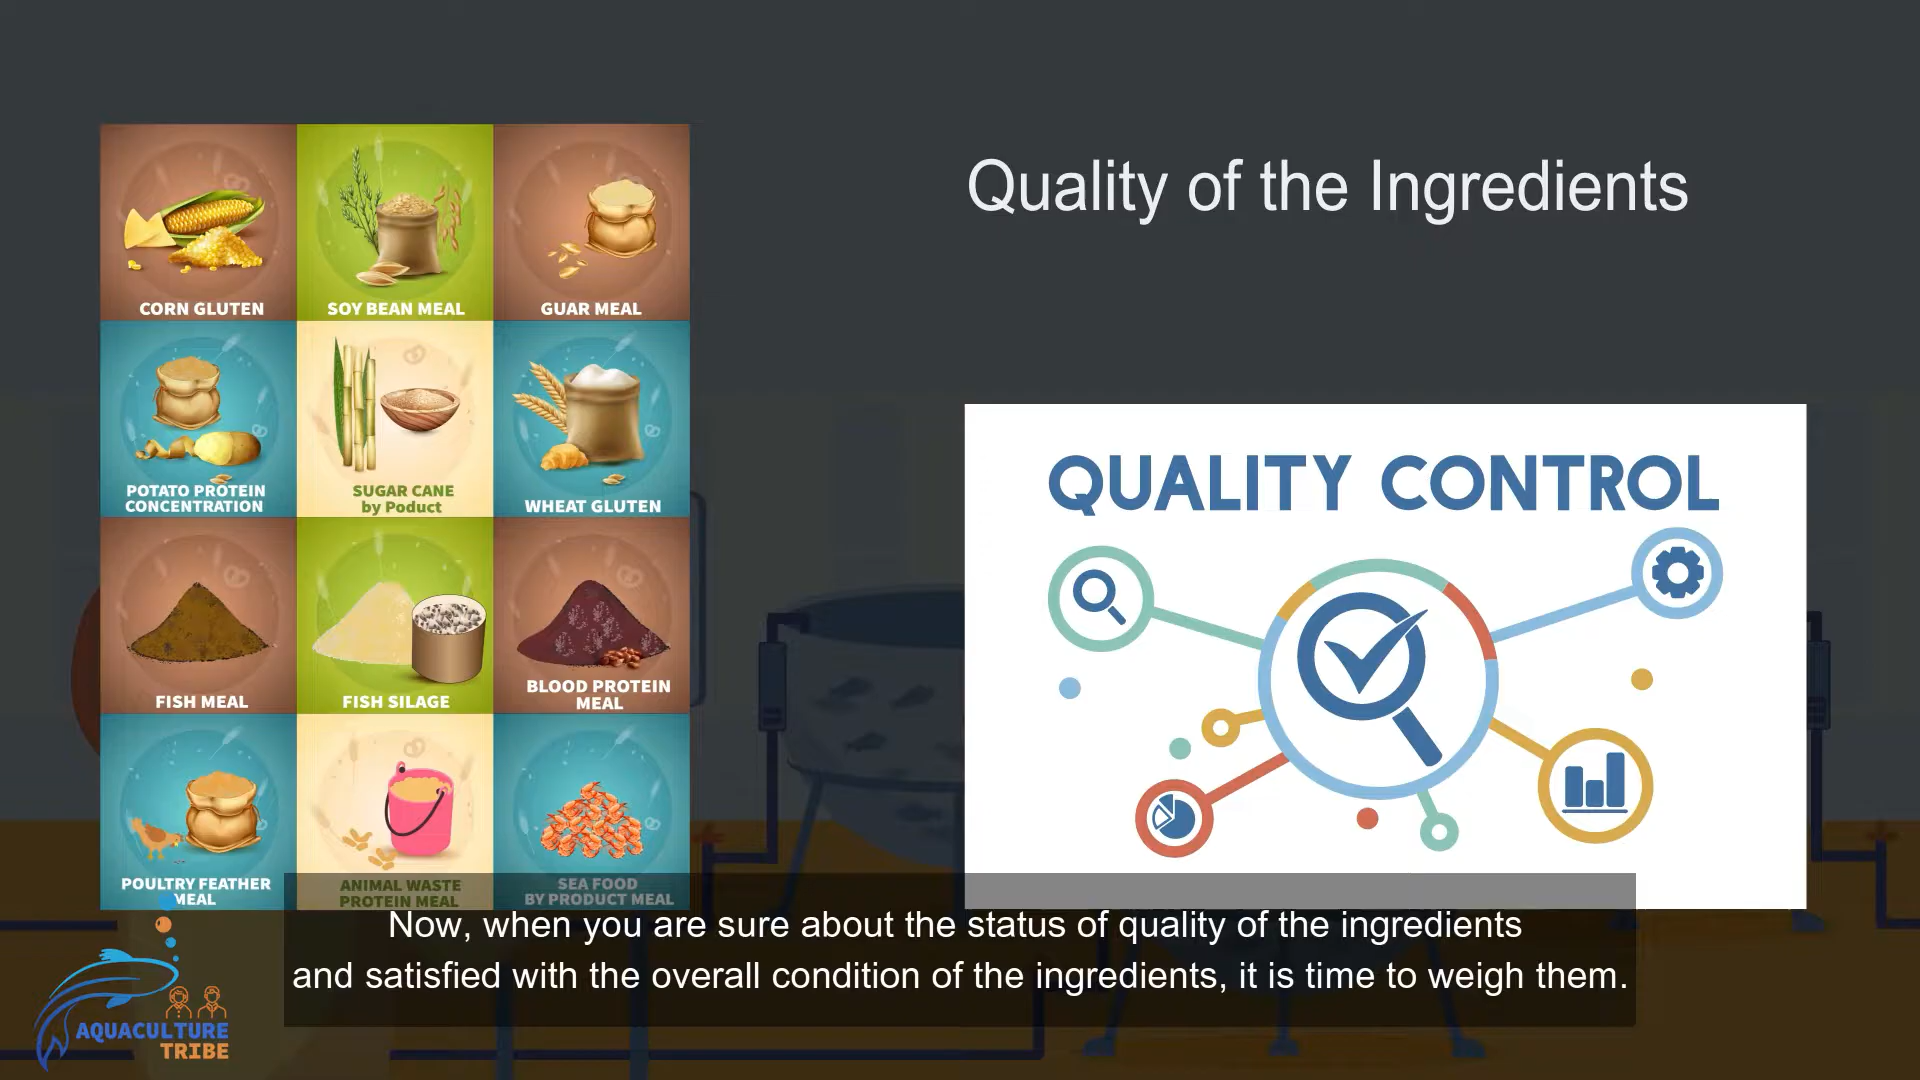 Quality of the Ingredients
CORN GLUTEN
SOY BEAN MEAL
GUAR MEAL
POTATO PROTEIN
CONCENTRATION
SUGAR CANE
by Poduct
WHEAT GLUTEN
FISH MEAL
FISH SILAGE
BLOOD PROTEIN
MEAL
POULTRY FEATHER
MEAL
ANIMAL WASTE
PROTEIN MEAL
SEA FOOD
BY PRODUCT MEAL
QUALITY CONTROL
Now, when you are sure about the status of quality of the ingredients
and satisfied with the overall condition of the ingredients, it is time to weigh them.
AQUACULTURE
TRIBE